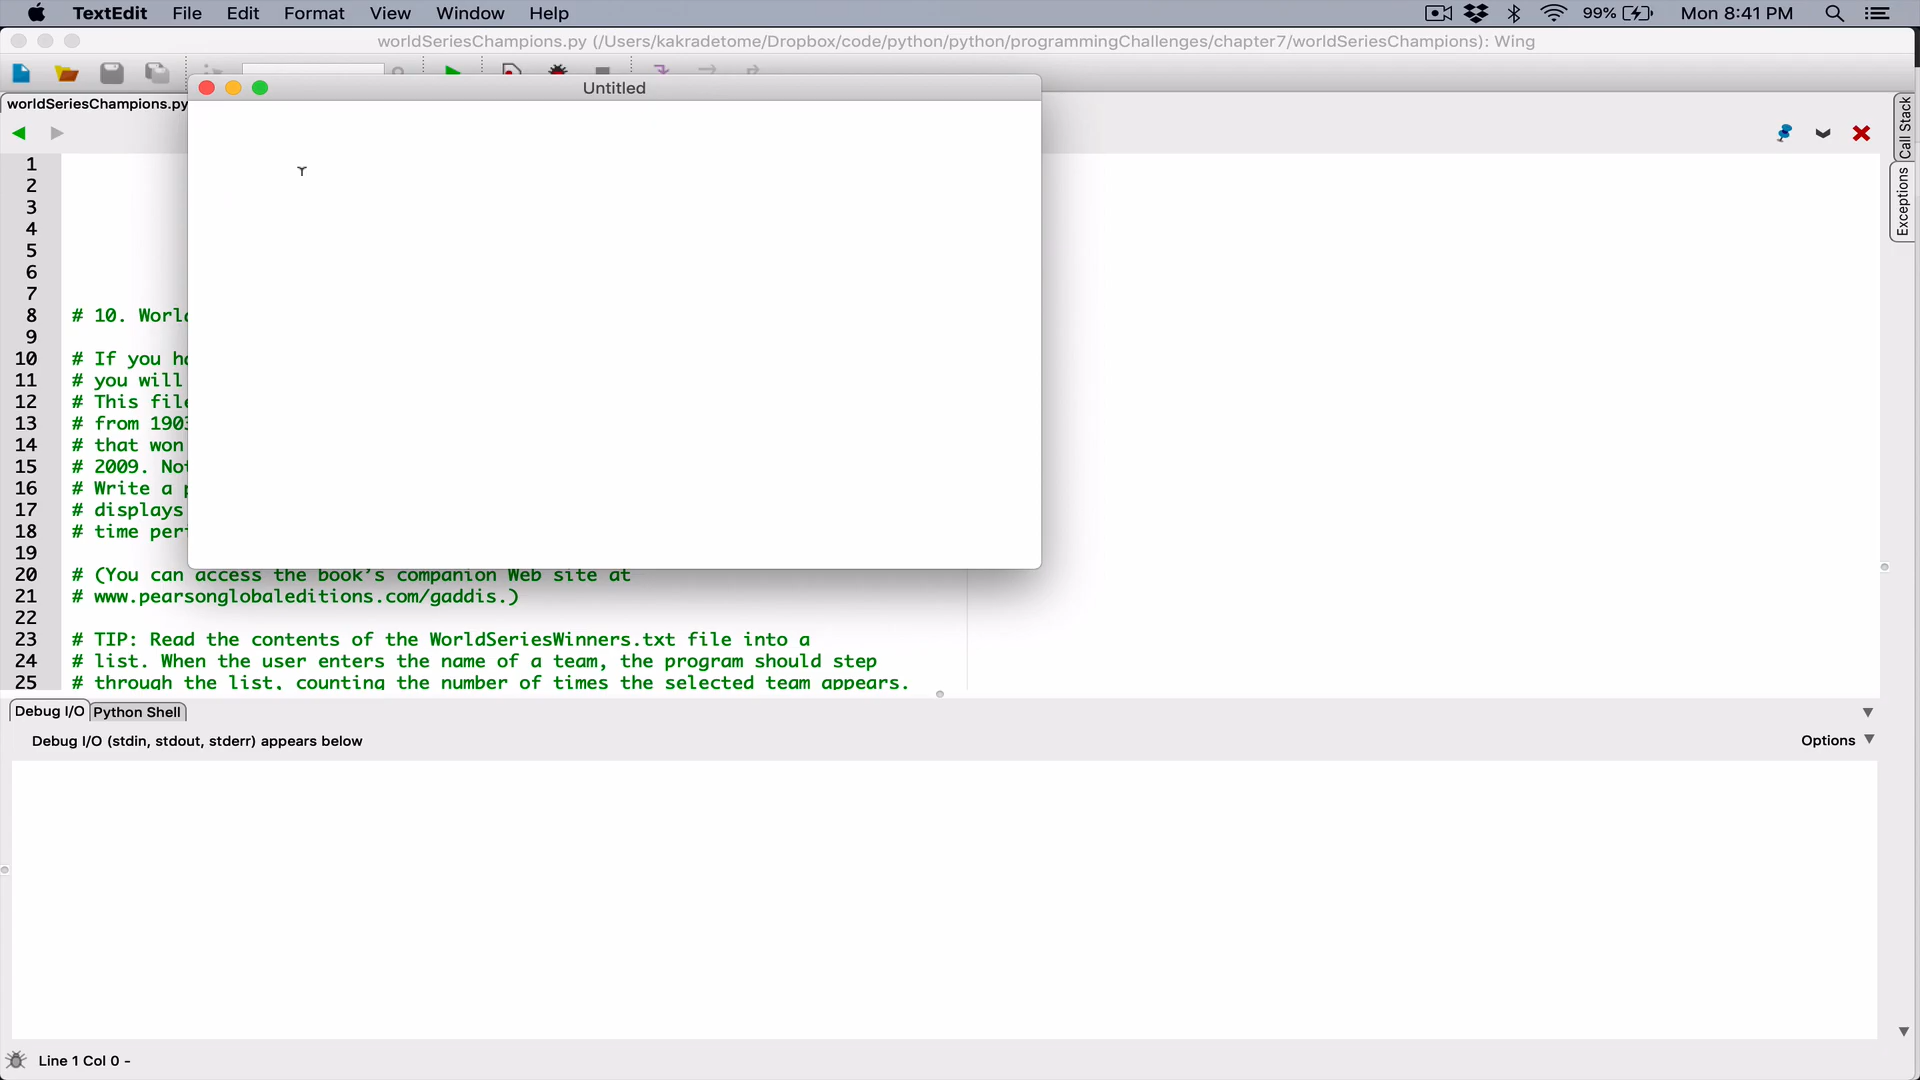 TextEdit File Edit Format View Window Help 99% Mon 8:41 PM
worldSeriesChampions.py (/Users/kakradetome/Dropbox/code/python/python/programmingChallenges/chapter7/worldSeriesChampions): Wing
Untitled
worldSeriesChampions.py
Call Stack
Exceptions
1
2
3
4
5
6
7
8 # 10. Worl
9
10 # If you ha
11 # you will
12 # This file
13 # from 1903
14 # that won
15 # 2009. Not
16 # Write a p
17 # displays
18 # time peri
19
20 # (You can access the book’s companion Web site at
21 # www.pearsonglobaleditions.com/gaddis.)
22
23 # TIP: Read the contents of the WorldSeriesWinners.txt file into a
24 # list. When the user enters the name of a team, the program should step
25 # through the list, counting the number of times the selected team appears.
Debug I/O Python Shell
Debug I/O (stdin, stdout, stderr) appears below
Options
Line 1 Col 0 -